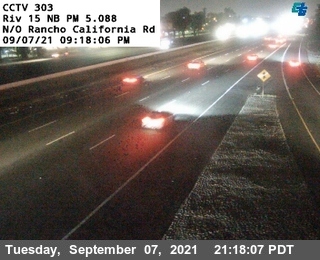 CCTV 303
Riv 15 NB PM 5.088
N/O Rancho California Rd
09/07/21 09:18:06 PM
Tuesday, September 07, 2021 21:18:07 PDT